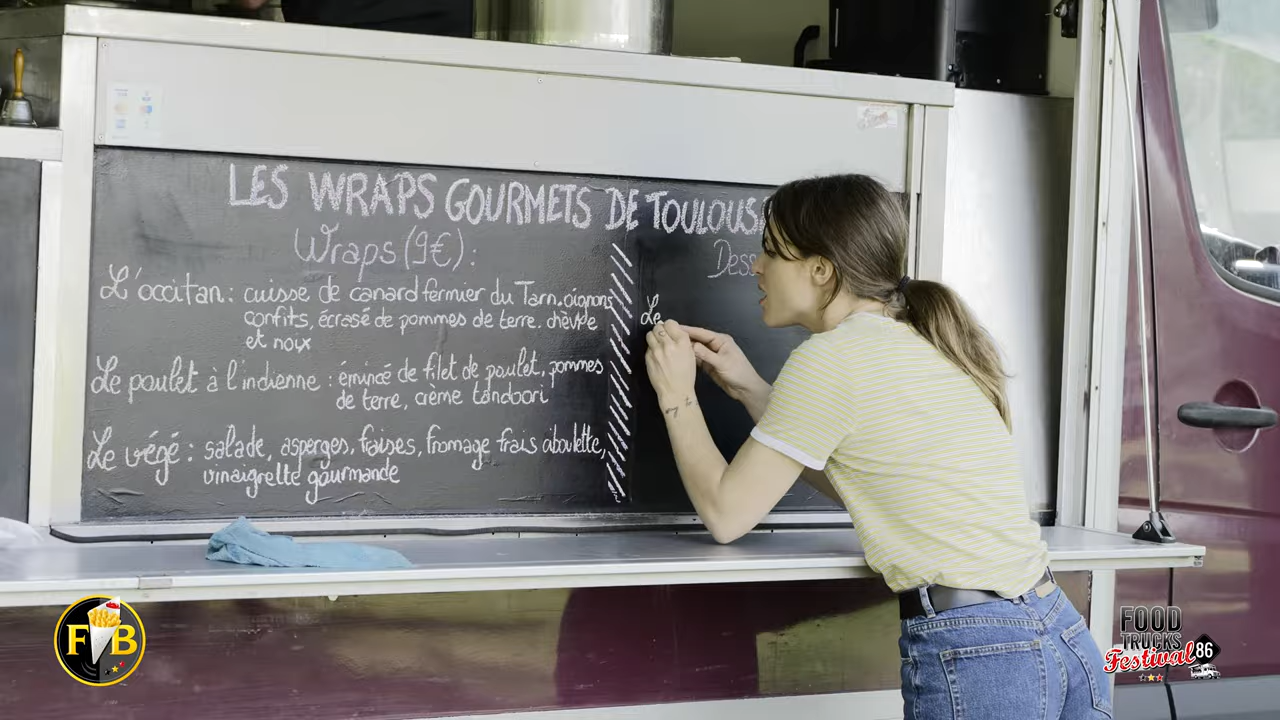 LES WRAPS GOURMETS DE TOULOUS
Wraps (9€) :
L'occitan : cuisse de canard fermier du Tarn, oignons
confits, écrasé de pommes de terre, chèvre
et noix
Le poulet à l'indienne : émincé de filet de poulet, pommes
de terre, crème tandoori
Le végé : salade, asperges, fraises, fromage frais ciboulette,
vinaigrette gourmande
Dess
Le
F B
FOOD
TRUCKS
Festival 86